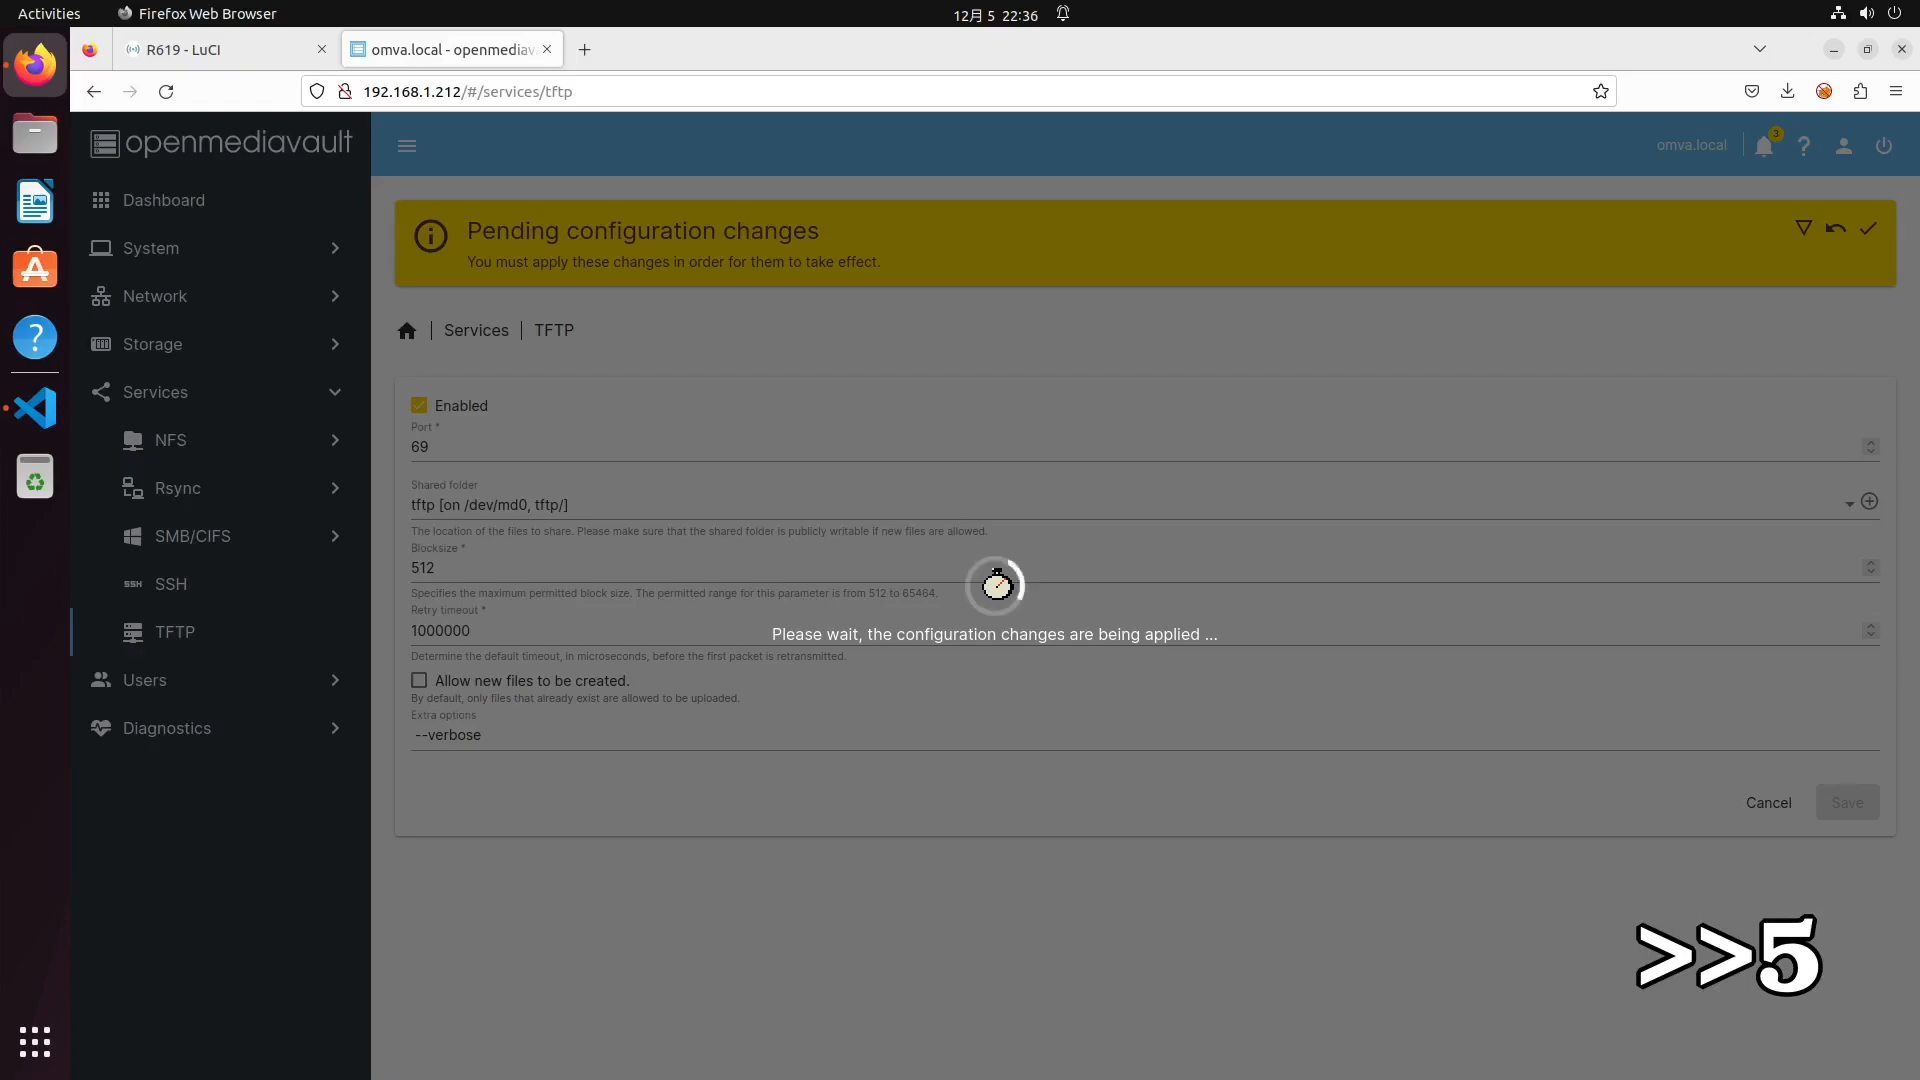 Activities
Firefox Web Browser
12月 5 22:36
R619 - LuCI
omva.local - openmediav
192.168.1.212/#/services/tftp
openmediavault
omva.local
3
Dashboard
System
Network
Storage
Services
NFS
Rsync
SMB/CIFS
SSH
SSH
TFTP
Users
Diagnostics
Pending configuration changes
You must apply these changes in order for them to take effect.
Services | TFTP
Enabled
Port *
69
Shared folder
tftp [on /dev/md0, tftp/]
The location of the files to share. Please make sure that the shared folder is publicly writable if new files are allowed.
Blocksize *
512
Specifies the maximum permitted block size. The permitted range for this parameter is from 512 to 65464.
Retry timeout *
1000000
Please wait, the configuration changes are being applied ...
Determine the default timeout, in microseconds, before the first packet is retransmitted.
Allow new files to be created.
By default, only files that already exist are allowed to be uploaded.
Extra options
--verbose
Cancel
Save
>>5